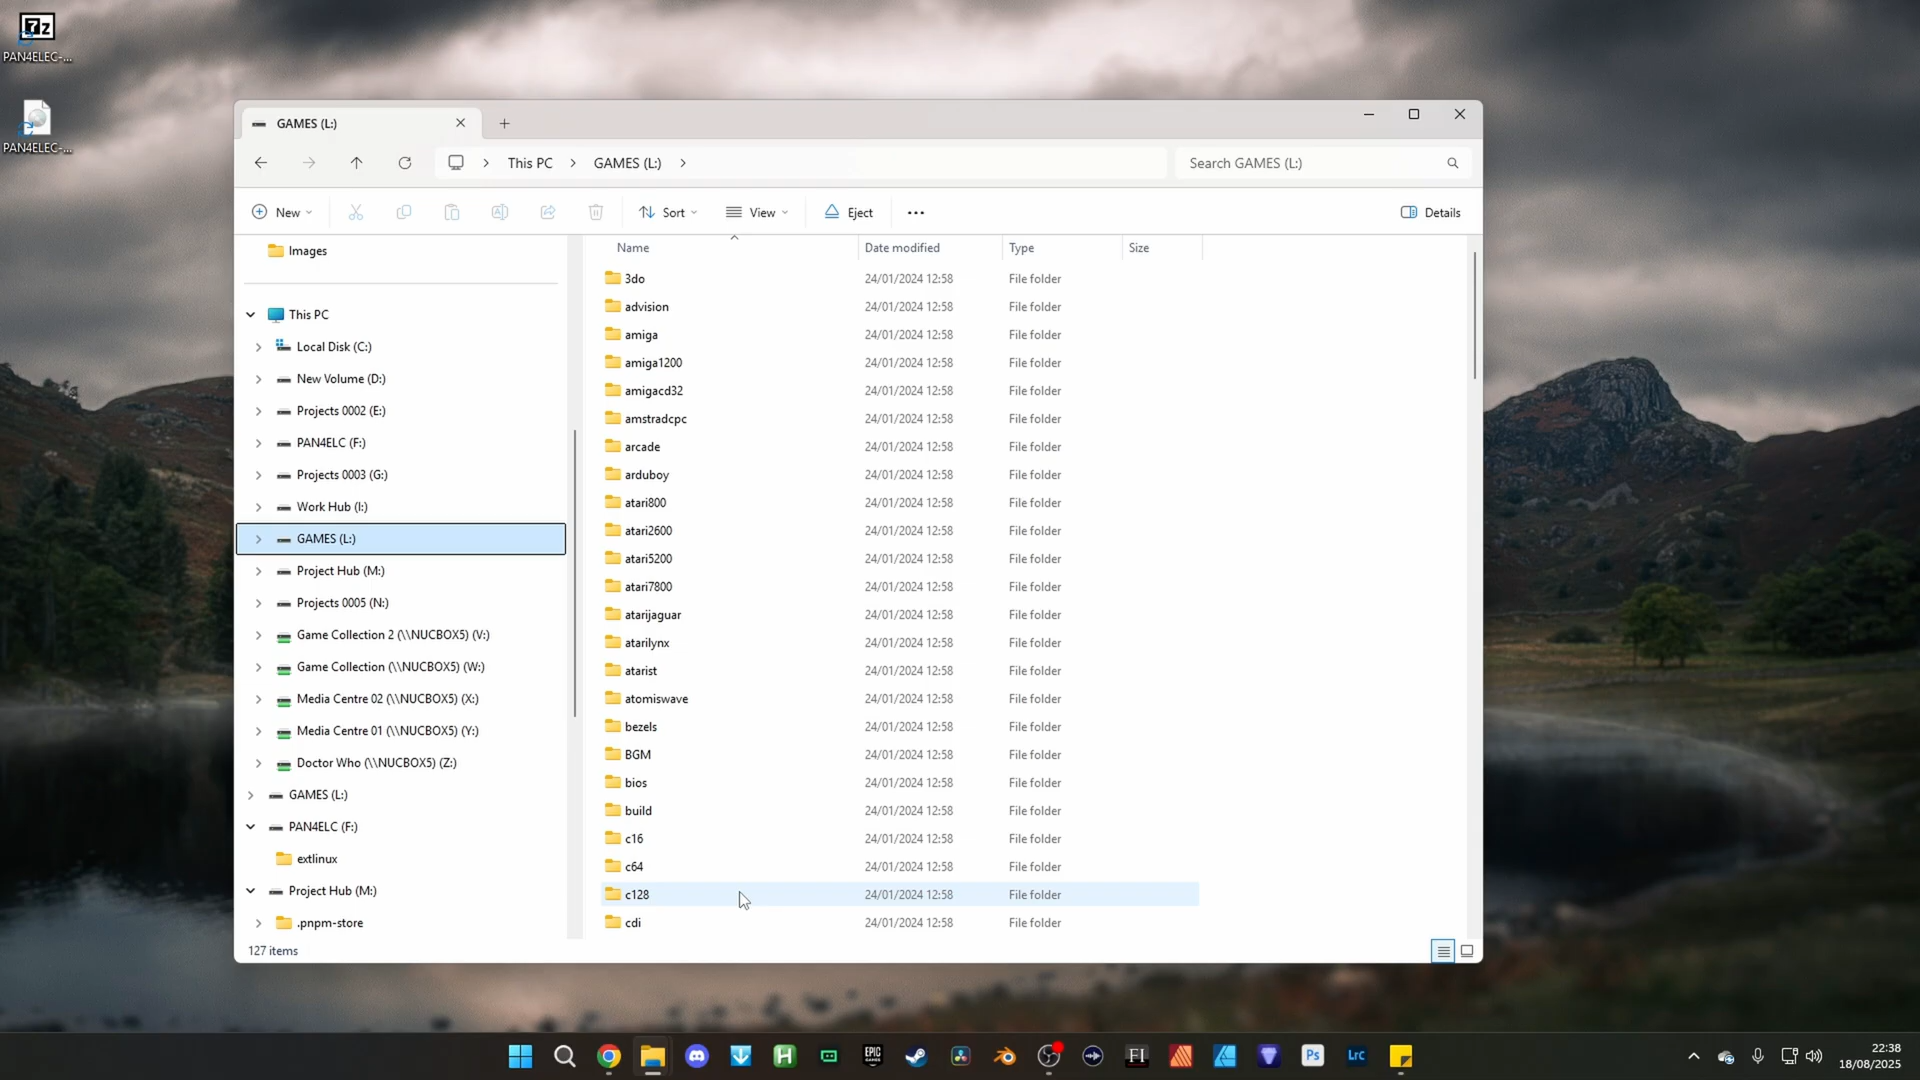 PAN4ELEC-...
PAN4ELEC-...
GAMES (L:)
This PC
GAMES (L:)
Search GAMES (L:)
New
Sort
View
Eject
Details
Images
This PC
Local Disk (C:)
New Volume (D:)
Projects 0002 (E:)
PAN4ELC (F:)
Projects 0003 (G:)
Work Hub (I:)
GAMES (L:)
Project Hub (M:)
Projects 0005 (N:)
Game Collection 2 (\\NUCBOX5) (V:)
Game Collection (\\NUCBOX5) (W:)
Media Centre 02 (\\NUCBOX5) (X:)
Media Centre 01 (\\NUCBOX5) (Y:)
Doctor Who (\\NUCBOX5) (Z:)
GAMES (L:)
PAN4ELC (F:)
extlinux
Project Hub (M:)
.pnpm-store
Name Date modified Type Size
3do 24/01/2024 12:58 File folder
advision 24/01/2024 12:58 File folder
amiga 24/01/2024 12:58 File folder
amiga1200 24/01/2024 12:58 File folder
amigacd32 24/01/2024 12:58 File folder
amstradcpc 24/01/2024 12:58 File folder
arcade 24/01/2024 12:58 File folder
arduboy 24/01/2024 12:58 File folder
atari800 24/01/2024 12:58 File folder
atari2600 24/01/2024 12:58 File folder
atari5200 24/01/2024 12:58 File folder
atari7800 24/01/2024 12:58 File folder
atarijaguar 24/01/2024 12:58 File folder
atarilynx 24/01/2024 12:58 File folder
atarist 24/01/2024 12:58 File folder
atomiswave 24/01/2024 12:58 File folder
bezels 24/01/2024 12:58 File folder
BGM 24/01/2024 12:58 File folder
bios 24/01/2024 12:58 File folder
build 24/01/2024 12:58 File folder
c16 24/01/2024 12:58 File folder
c64 24/01/2024 12:58 File folder
c128 24/01/2024 12:58 File folder
cdi 24/01/2024 12:58 File folder
127 items
7z
H
EPIC GAMES
FI
Ps
Lrc
22:38
18/08/2025